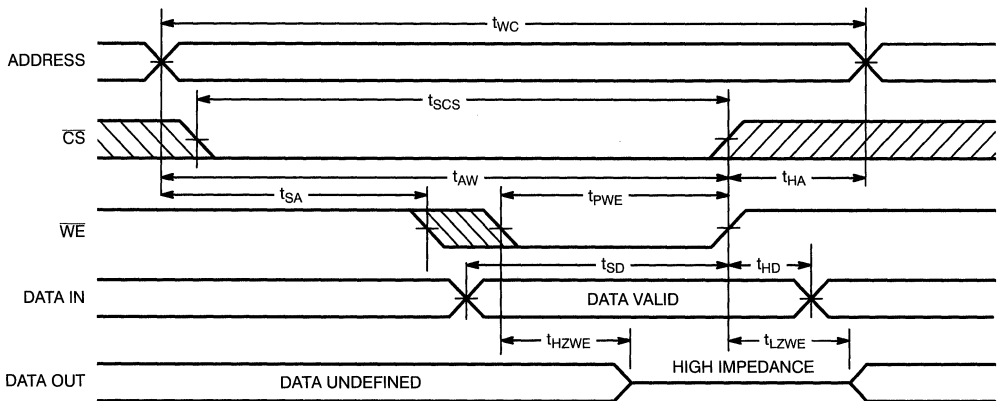 tWC
ADDRESS
tSCS
CS
tAW
tHA
tSA
tPWE
WE
tSD
tHD
DATA IN
DATA VALID
tHZWE
tLZWE
DATA OUT
DATA UNDEFINED
HIGH IMPEDANCE